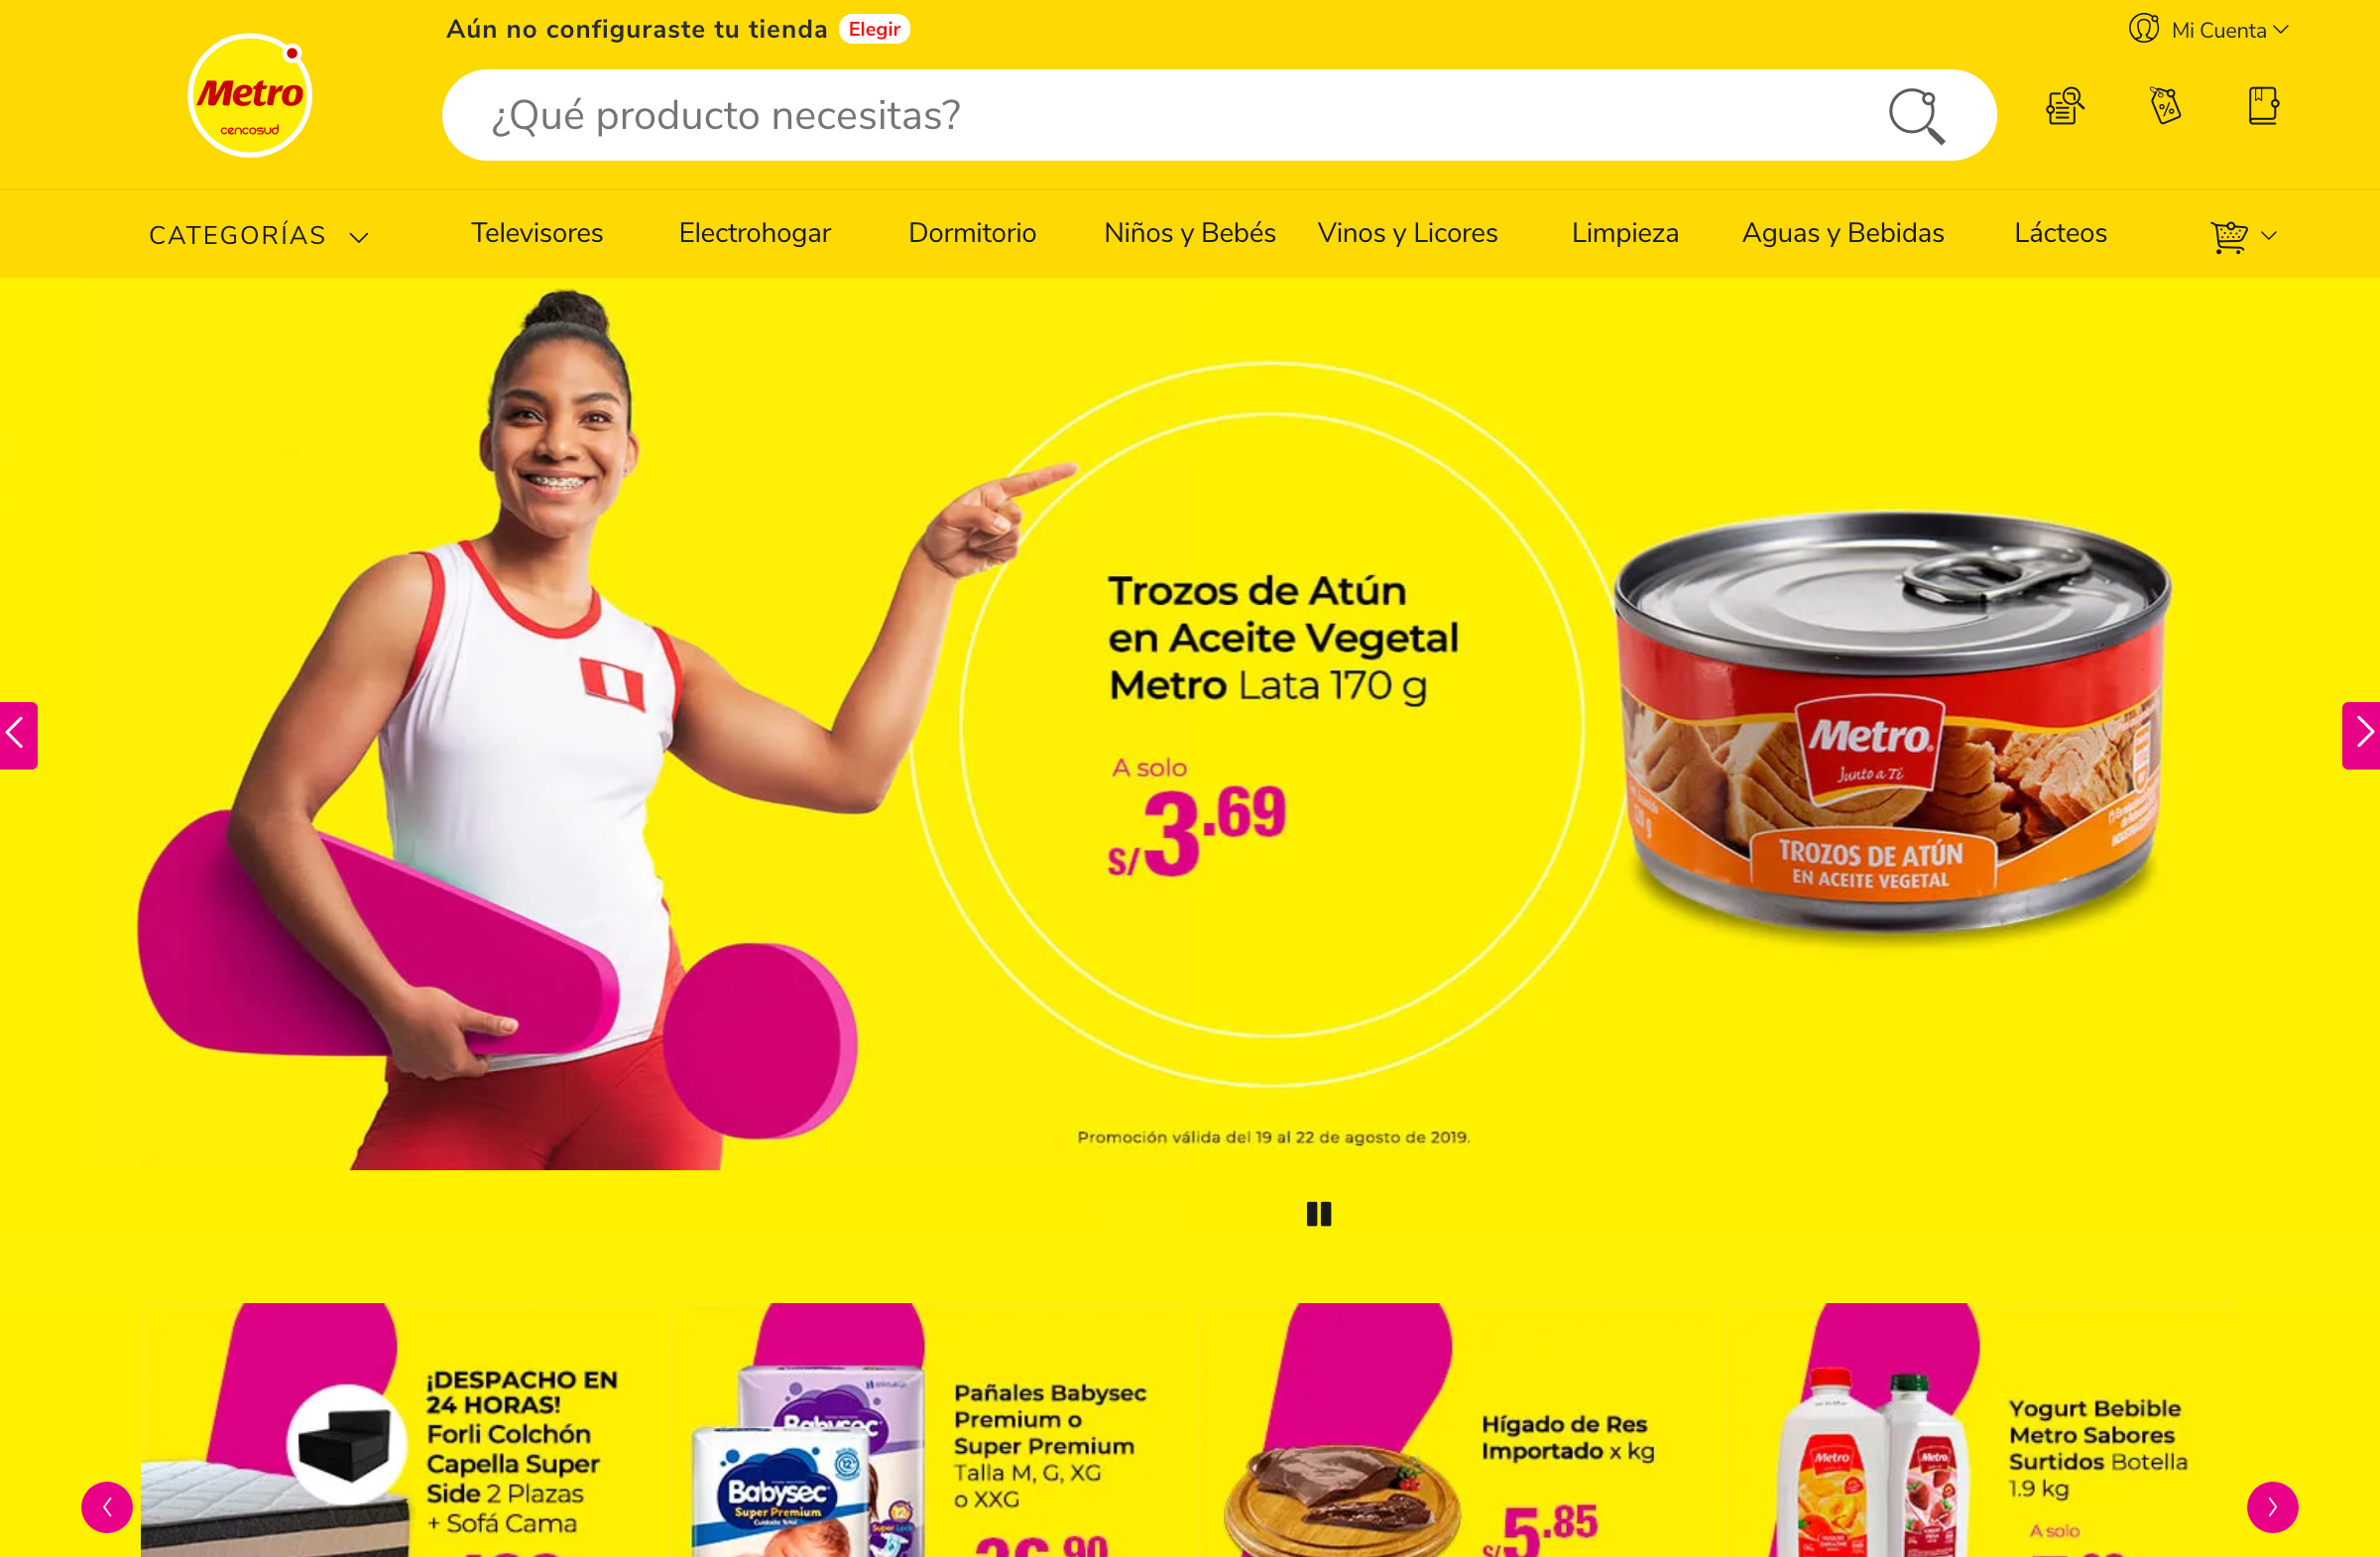 Aún no configuraste tu tienda Elegir
Mi Cuenta
Metro
cencosud
¿Qué producto necesitas?
CATEGORÍAS
Televisores
Electrohogar
Dormitorio
Niños y Bebés
Vinos y Licores
Limpieza
Aguas y Bebidas
Lácteos
Trozos de Atún
en Aceite Vegetal
Metro Lata 170 g
A solo
S/3.69
Metro
Junto a Ti
TROZOS DE ATÚN
EN ACEITE VEGETAL
Promoción válida del 19 al 22 de agosto de 2019.
¡DESPACHO EN
24 HORAS!
Forli Colchón
Capella Super
Side 2 Plazas
+ Sofá Cama
Babysec
Babysec
Super Premium
Cuidado Total
Pañales Babysec
Premium o
Super Premium
Talla M, G, XG
o XXG
Hígado de Res
Importado x kg
S/5.85
Metro
Metro
Yogurt Bebible
Metro Sabores
Surtidos Botella
1.9 kg
A solo